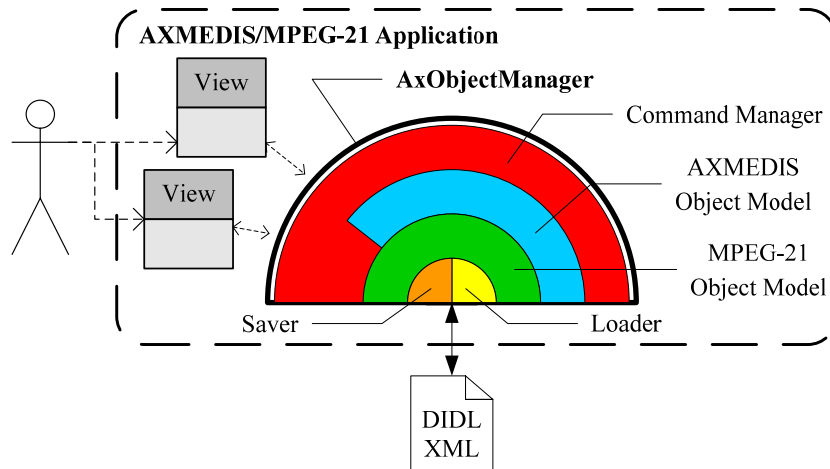 AXMEDIS/MPEG-21 Application
View
AxObjectManager
Command Manager
AXMEDIS
Object Model
View
MPEG-21
Object Model
Saver
Loader
DIDL
XML